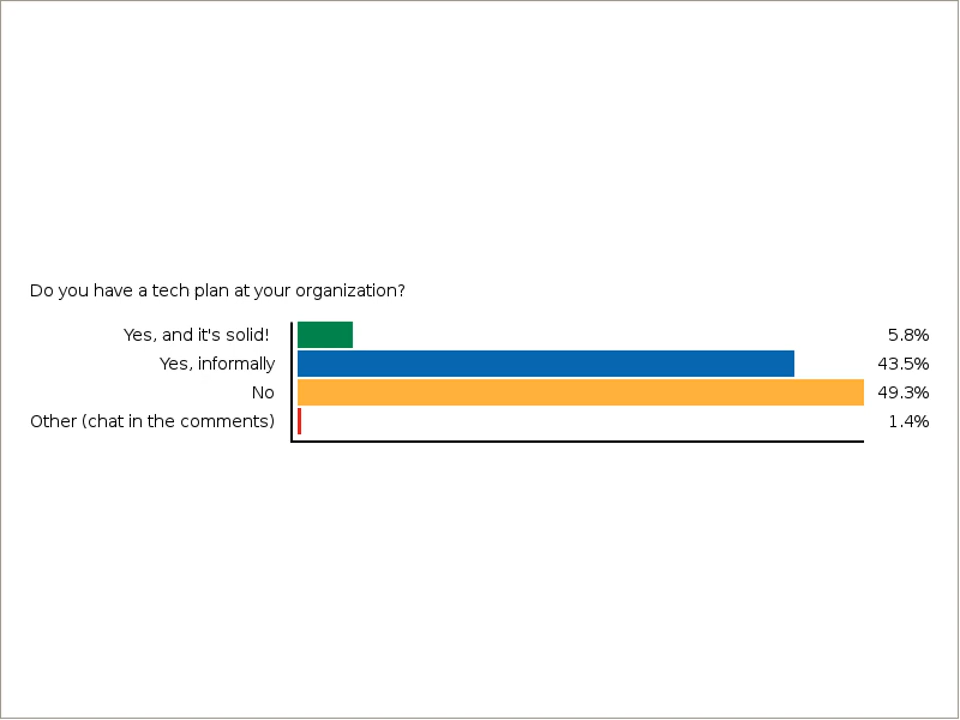 Do you have a tech plan at your organization?
Yes, and it's solid! 5.8%
Yes, informally 43.5%
No 49.3%
Other (chat in the comments) 1.4%